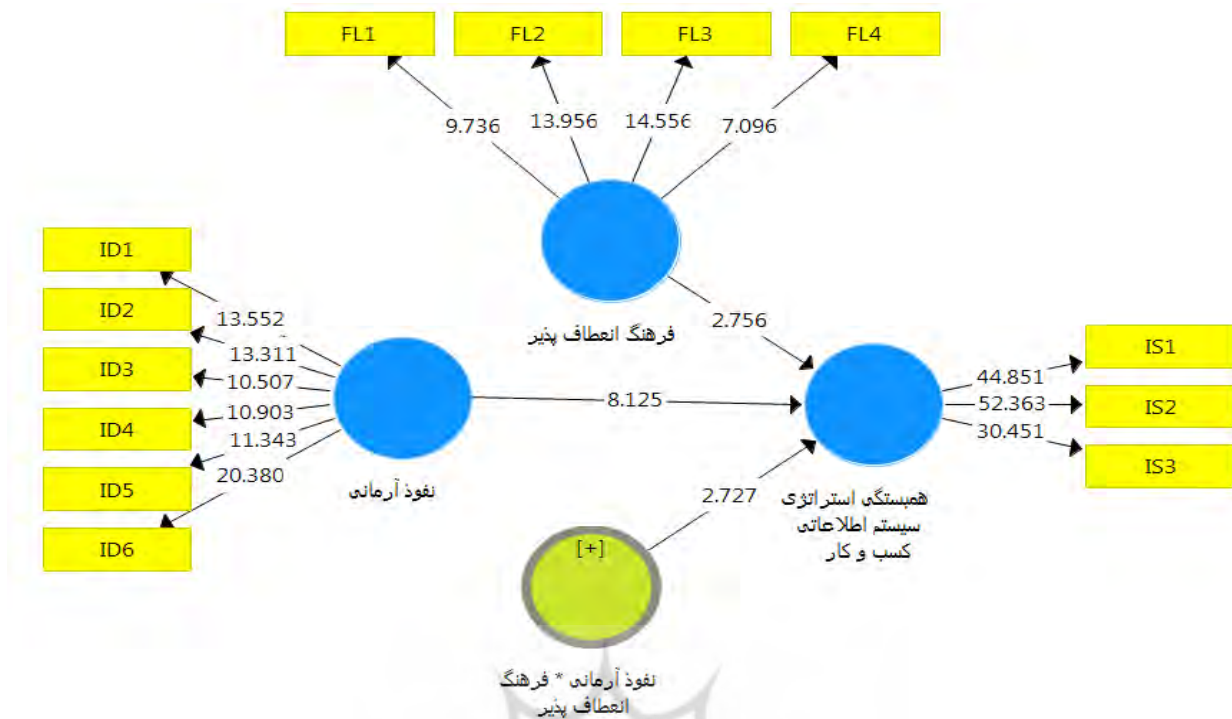 FL1
FL2
FL3
FL4
9.736
13.956
14.556
7.096
فرهنگ انعطاف پذیر
2.756
ID1
ID2
ID3
ID4
ID5
ID6
13.552
13.311
10.507
10.903
11.343
20.380
نفوذ آرمانی
8.125
همبستگی استراتژی
سیستم اطلاعاتی
کسب و کار
44.851
52.363
30.451
IS1
IS2
IS3
2.727
[+]
نفوذ آرمانی * فرهنگ
انعطاف پذیر